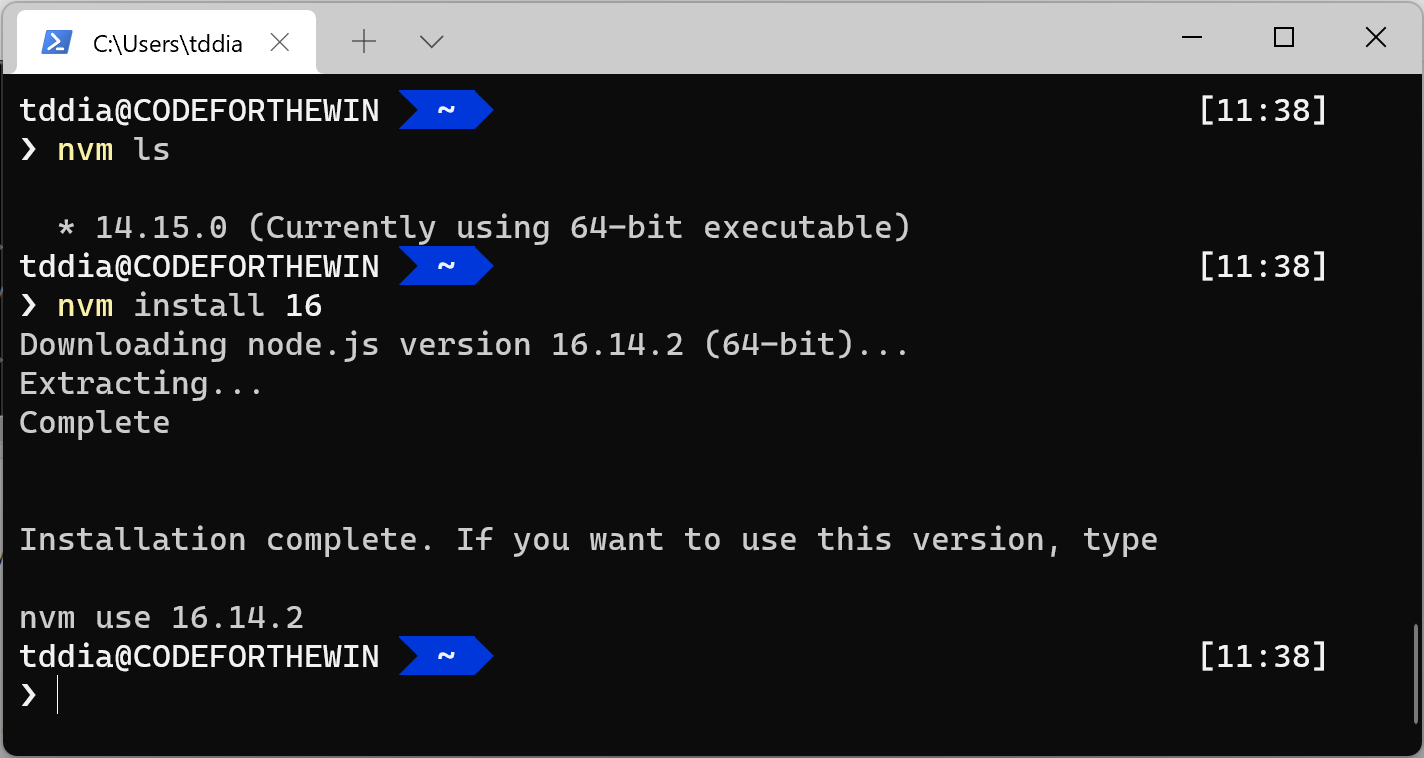 C:\Users\tddia
tddia@CODEFORTHEWIN ~ [11:38]
❯ nvm ls
* 14.15.0 (Currently using 64-bit executable)
tddia@CODEFORTHEWIN ~ [11:38]
❯ nvm install 16
Downloading node.js version 16.14.2 (64-bit)...
Extracting...
Complete
Installation complete. If you want to use this version, type
nvm use 16.14.2
tddia@CODEFORTHEWIN ~ [11:38]
❯